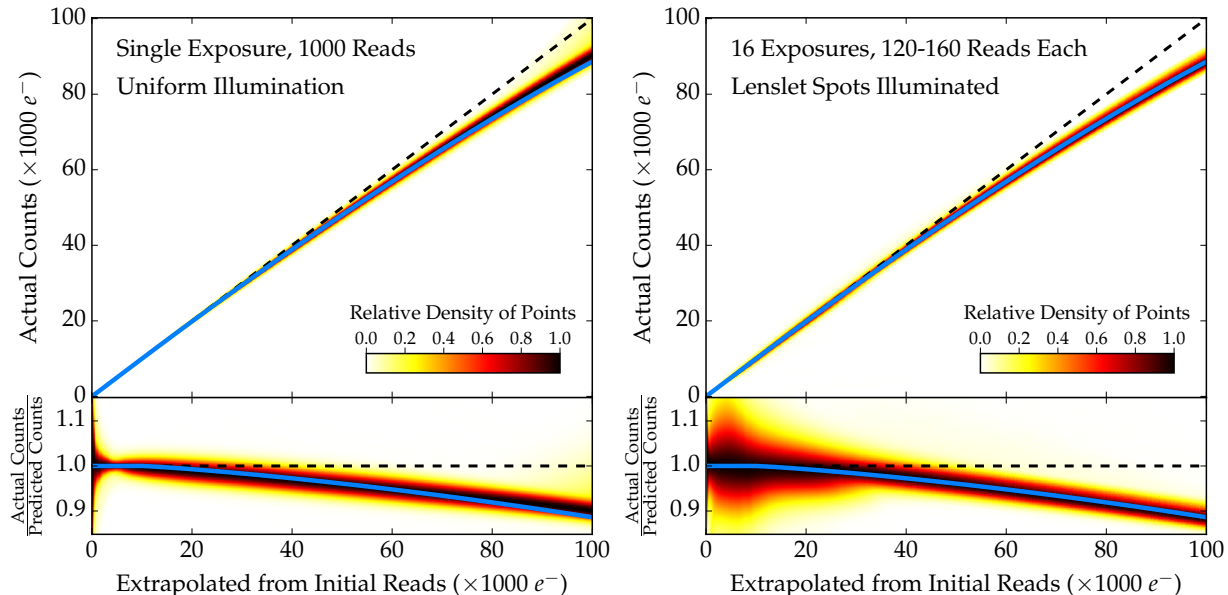 Single Exposure, 1000 Reads
Uniform Illumination
Actual Counts (×1000 e⁻)
100
80
60
40
20
0
Relative Density of Points
0.0 0.2 0.4 0.6 0.8 1.0
Actual Counts
Predicted Counts
1.1
1.0
0.9
0 20 40 60 80 100
Extrapolated from Initial Reads (×1000 e⁻)
16 Exposures, 120-160 Reads Each
Lenslet Spots Illuminated
Actual Counts (×1000 e⁻)
100
80
60
40
20
0
Relative Density of Points
0.0 0.2 0.4 0.6 0.8 1.0
Actual Counts
Predicted Counts
1.1
1.0
0.9
0 20 40 60 80 100
Extrapolated from Initial Reads (×1000 e⁻)